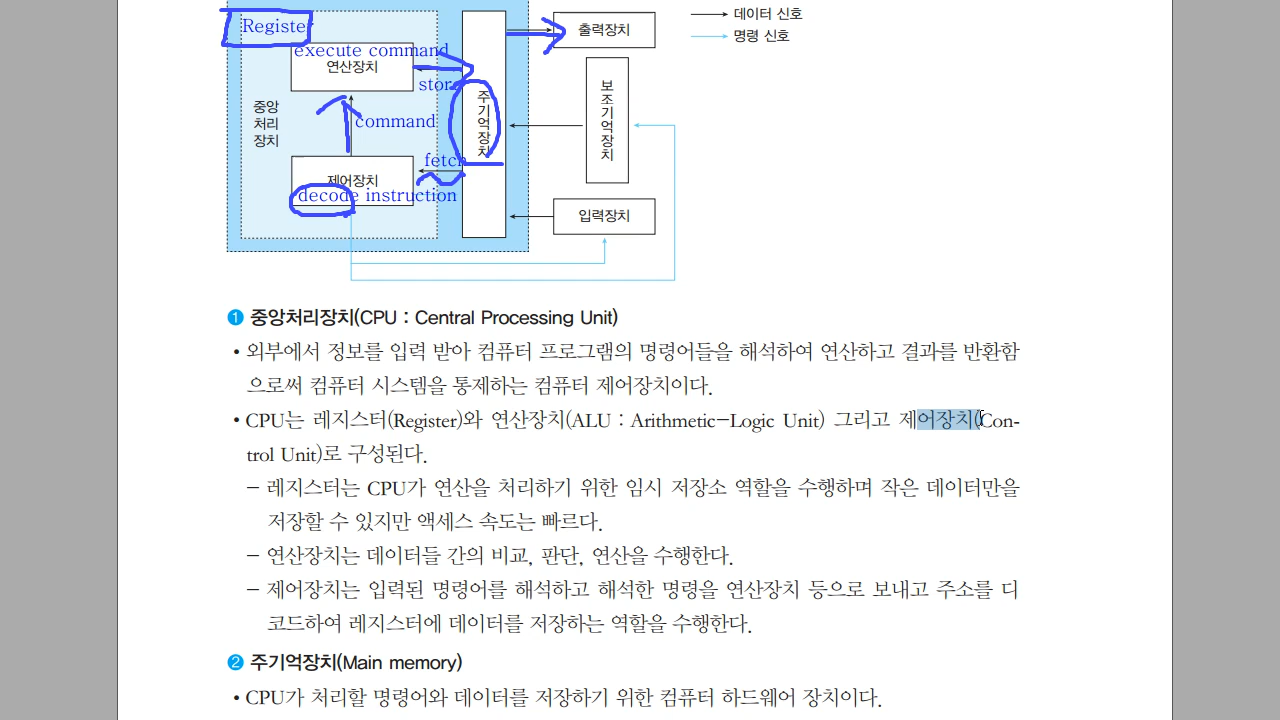 Register
execute command
연산장치
store
중앙
처리
장치
command
fetch
제어장치
decode instruction
주기억장치
출력장치
보조기억장치
입력장치
데이터 신호
명령 신호
1 중앙처리장치(CPU : Central Processing Unit)
• 외부에서 정보를 입력 받아 컴퓨터 프로그램의 명령어들을 해석하여 연산하고 결과를 반환함
으로써 컴퓨터 시스템을 통제하는 컴퓨터 제어장치이다.
• CPU는 레지스터(Register)와 연산장치(ALU : Arithmetic−Logic Unit) 그리고 제어장치(Con-
trol Unit)로 구성된다.
− 레지스터는 CPU가 연산을 처리하기 위한 임시 저장소 역할을 수행하며 작은 데이터만을
저장할 수 있지만 액세스 속도는 빠르다.
− 연산장치는 데이터들 간의 비교, 판단, 연산을 수행한다.
− 제어장치는 입력된 명령어를 해석하고 해석한 명령을 연산장치 등으로 보내고 주소를 디
코드하여 레지스터에 데이터를 저장하는 역할을 수행한다.
2 주기억장치(Main memory)
• CPU가 처리할 명령어와 데이터를 저장하기 위한 컴퓨터 하드웨어 장치이다.